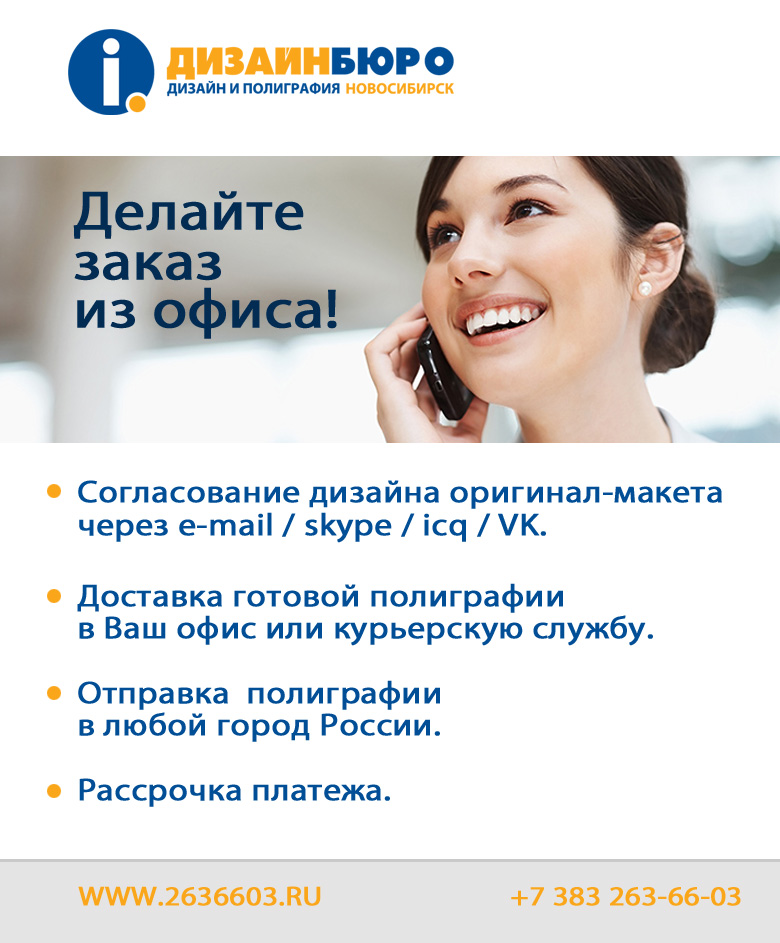 i.
ДИЗАЙНБЮРО
ДИЗАЙН И ПОЛИГРАФИЯ НОВОСИБИРСК
Делайте
заказ
из офиса!
Согласование дизайна оригинал-макета
через e-mail / skype / icq / VK.
Доставка готовой полиграфии
в Ваш офис или курьерскую службу.
Отправка полиграфии
в любой город России.
Рассрочка платежа.
WWW.2636603.RU +7 383 263-66-03